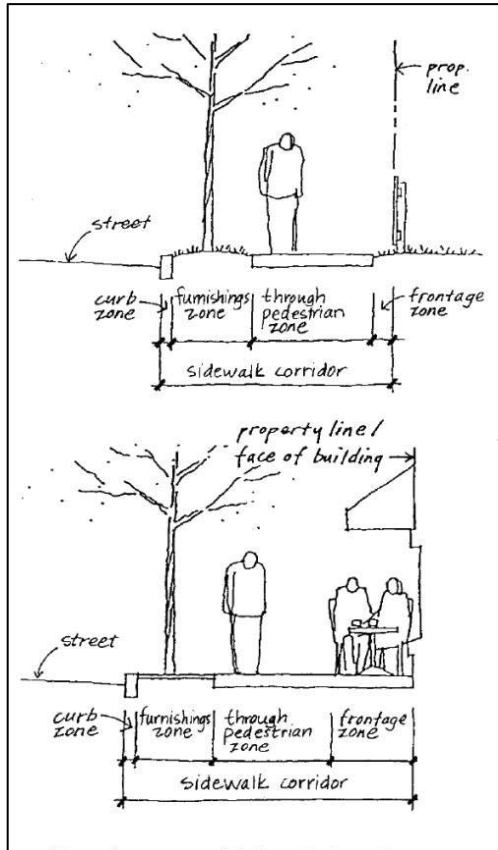 prop.
line
street
curb
zone
furnishings
zone
through
pedestrian
zone
frontage
zone
sidewalk corridor
property line/
face of building
street
curb
zone
furnishings
zone
through
pedestrian
zone
frontage
zone
sidewalk corridor